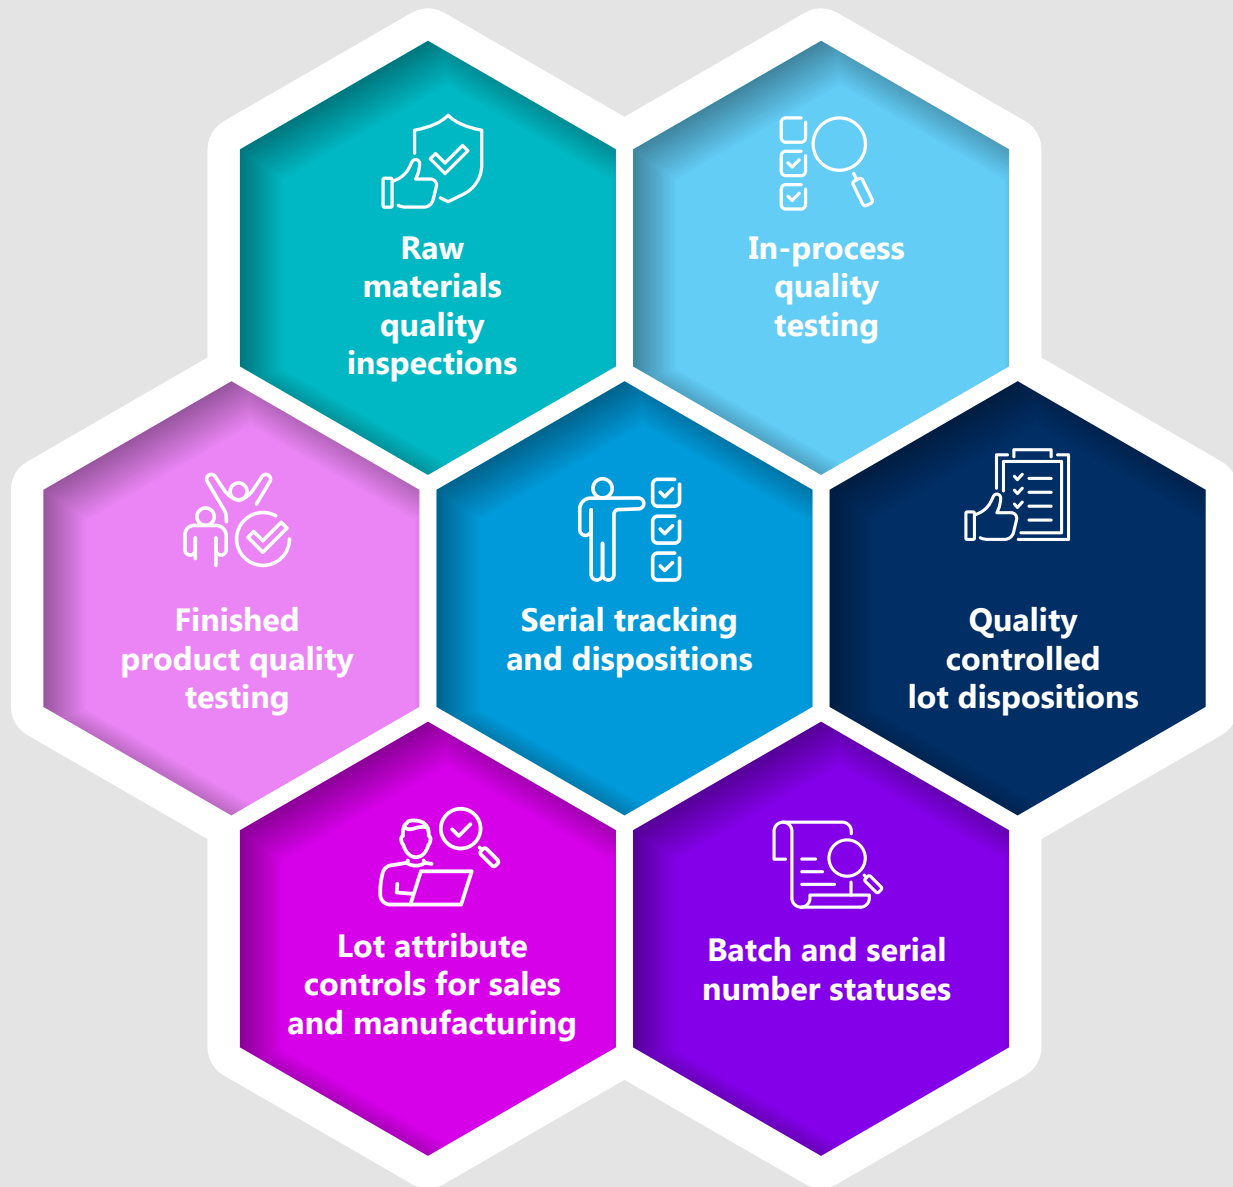 Raw
materials
quality
inspections
In-process
quality
testing
Finished
product quality
testing
Serial tracking
and dispositions
Quality
controlled
lot dispositions
Lot attribute
controls for sales
and manufacturing
Batch and serial
number statuses